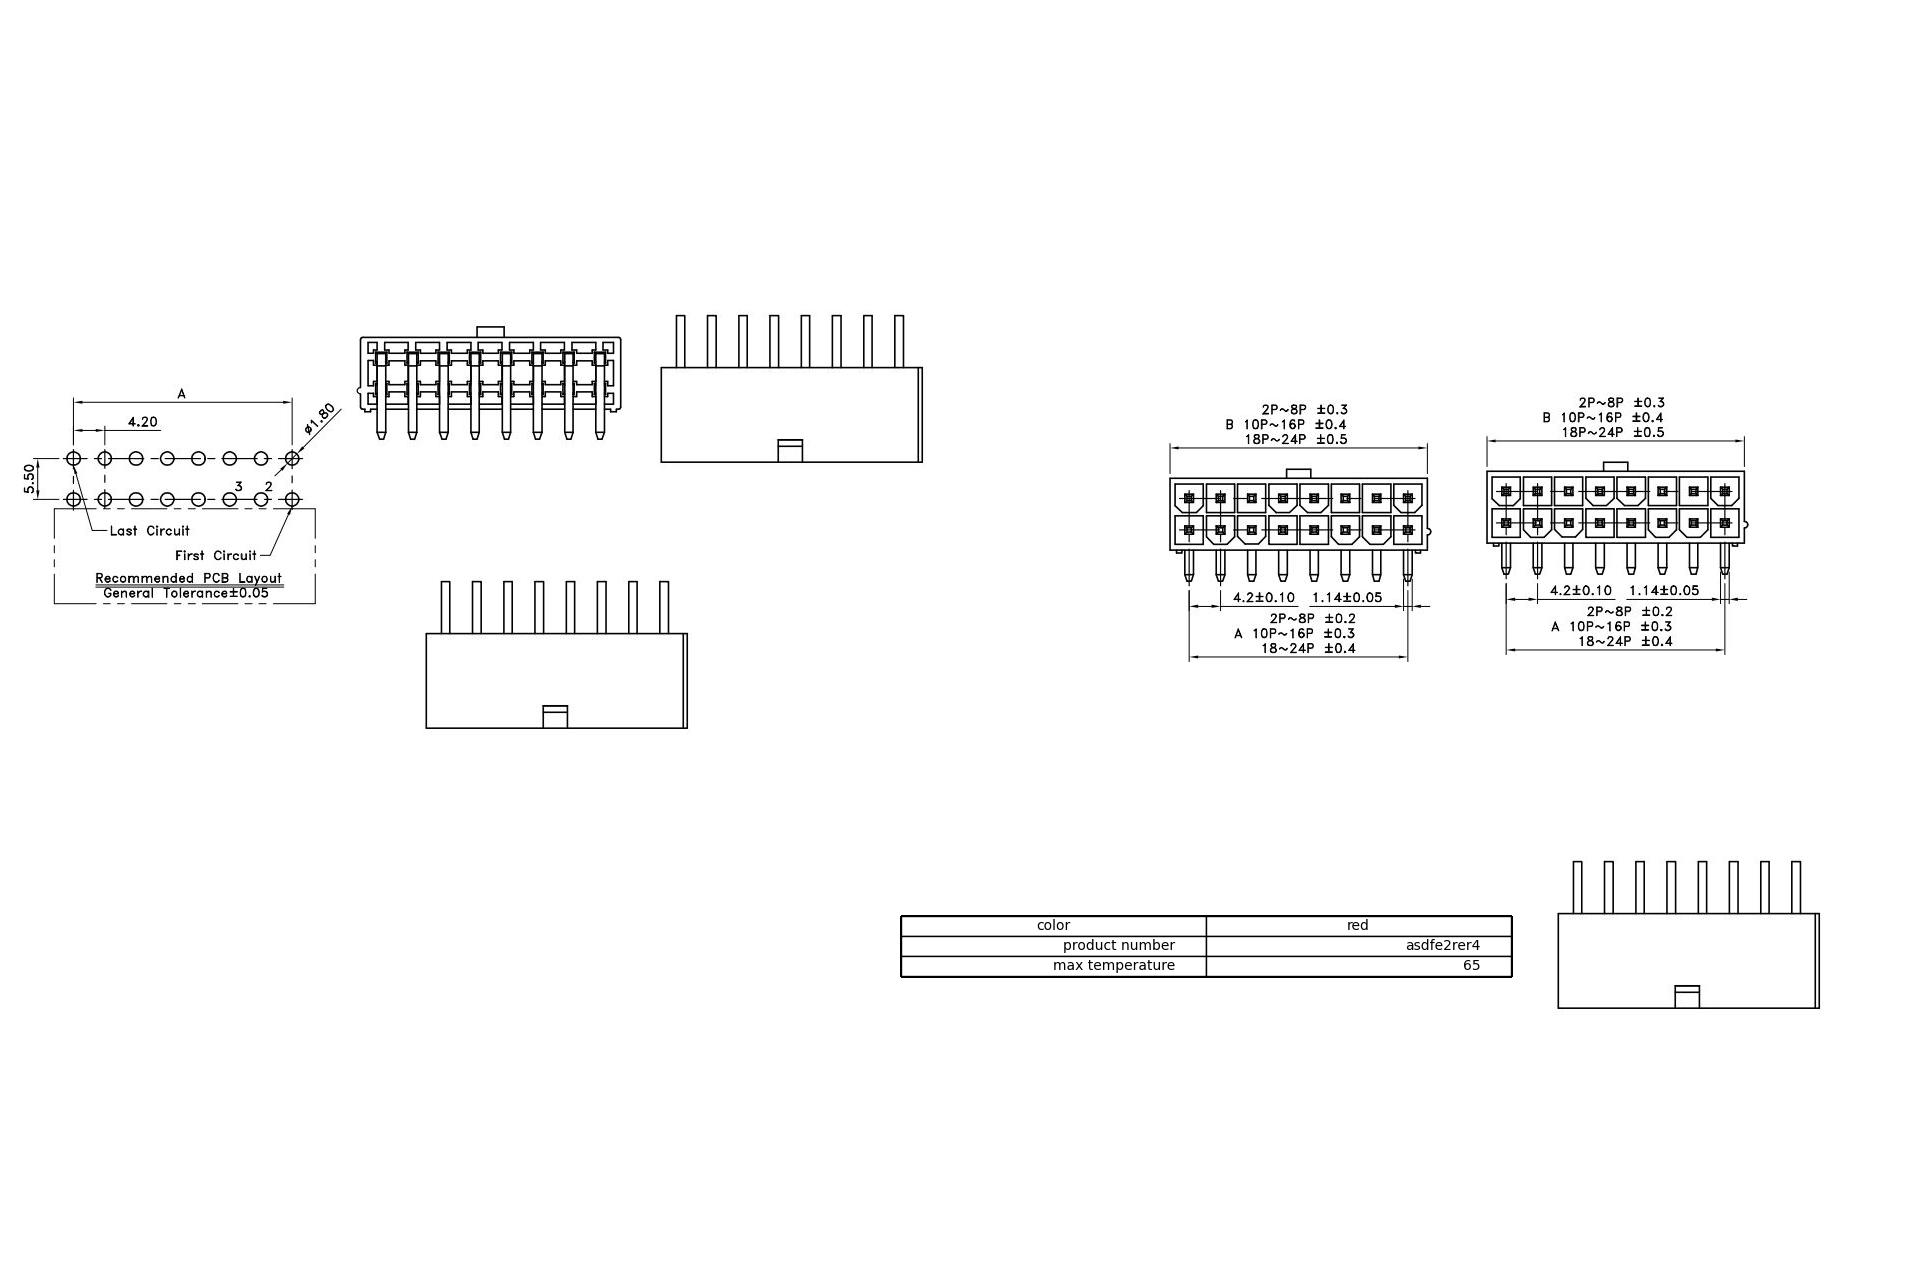 A
4.20
ø1.80
5.50
3 2
Last Circuit
First Circuit
Recommended PCB Layout
General Tolerance±0.05
2P~8P ±0.3
B 10P~16P ±0.4
18P~24P ±0.5
4.2±0.10 1.14±0.05
2P~8P ±0.2
A 10P~16P ±0.3
18~24P ±0.4
2P~8P ±0.3
B 10P~16P ±0.4
18P~24P ±0.5
4.2±0.10 1.14±0.05
2P~8P ±0.2
A 10P~16P ±0.3
18~24P ±0.4
color red
product number asdfe2rer4
max temperature 65